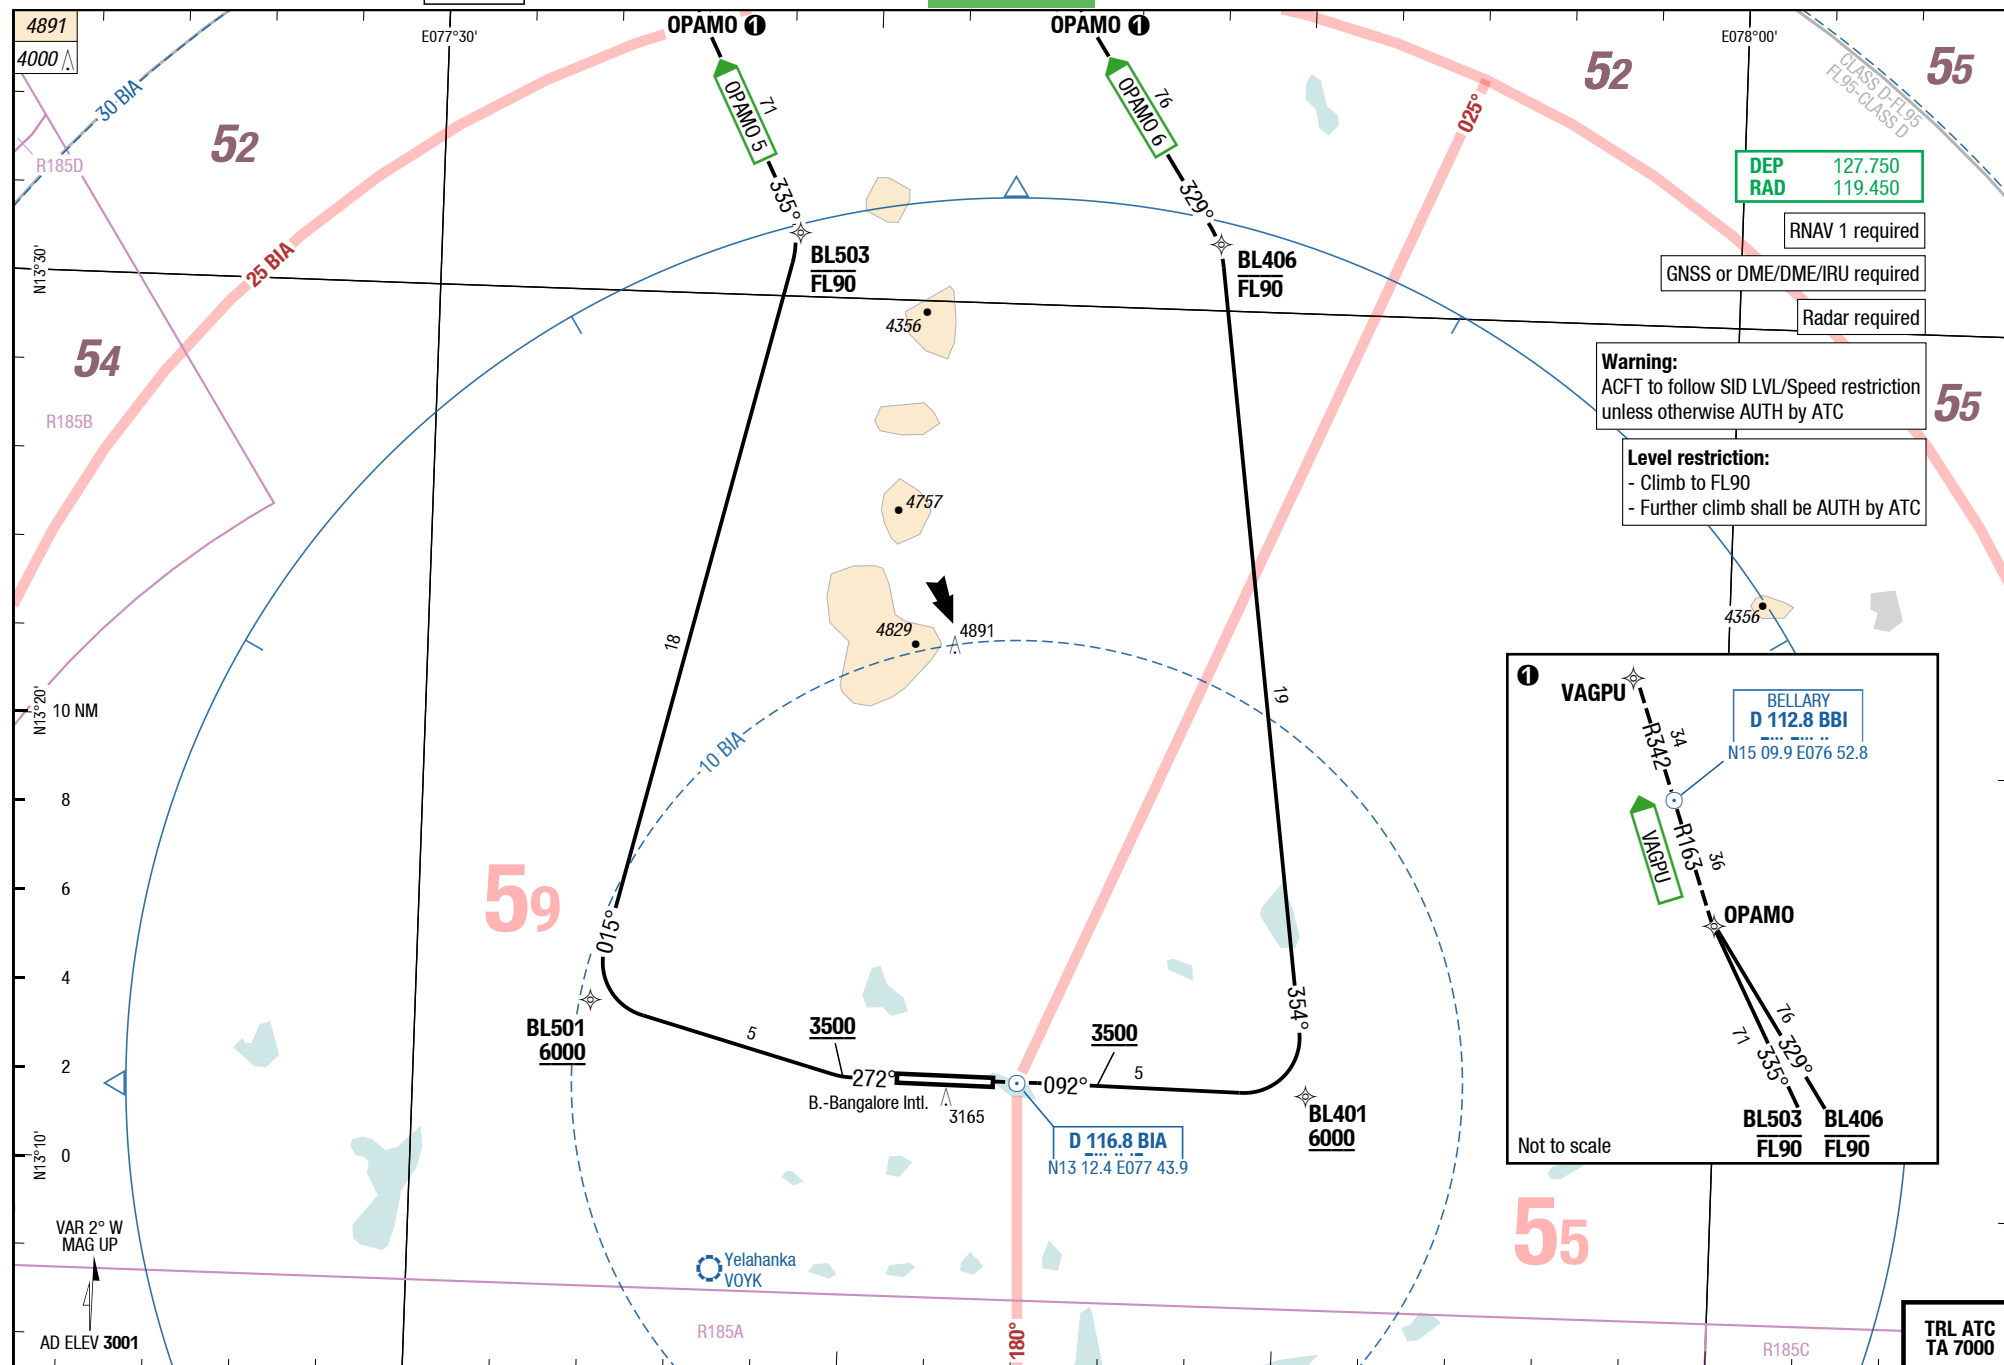 4891
4000
OPAMO 1
OPAMO 1
E077°30'
E078°00'
30 BIA
52
52
55
CLASS D-FL95
FL95-CLASS D
71
OPAMO 5
335°
76
OPAMO 6
329°
025°
R185D
DEP 127.750
RAD 119.450
RNAV 1 required
GNSS or DME/DME/IRU required
Radar required
25 BIA
N13°30'
BL503
FL90
BL406
FL90
4356
54
R185B
Warning:
ACFT to follow SID LVL/Speed restriction
unless otherwise AUTH by ATC
55
Level restriction:
- Climb to FL90
- Further climb shall be AUTH by ATC
4757
4829
4891
4356
18
19
N13°20'
10 NM
10 BIA
8
6
4
2
0
N13°10'
59
015°
354°
BL501
6000
5
3500
272°
B.-Bangalore Intl.
3165
092°
3500
5
BL401
6000
D 116.8 BIA
N13 12.4 E077 43.9
1
VAGPU
34
R342
BELLARY
D 112.8 BBI
N15 09.9 E076 52.8
VAGPU
R163
36
OPAMO
76
329°
71
335°
BL503
FL90
BL406
FL90
Not to scale
55
VAR 2° W
MAG UP
AD ELEV 3001
Yelahanka
VOYK
R185A
180°
R185C
TRL ATC
TA 7000